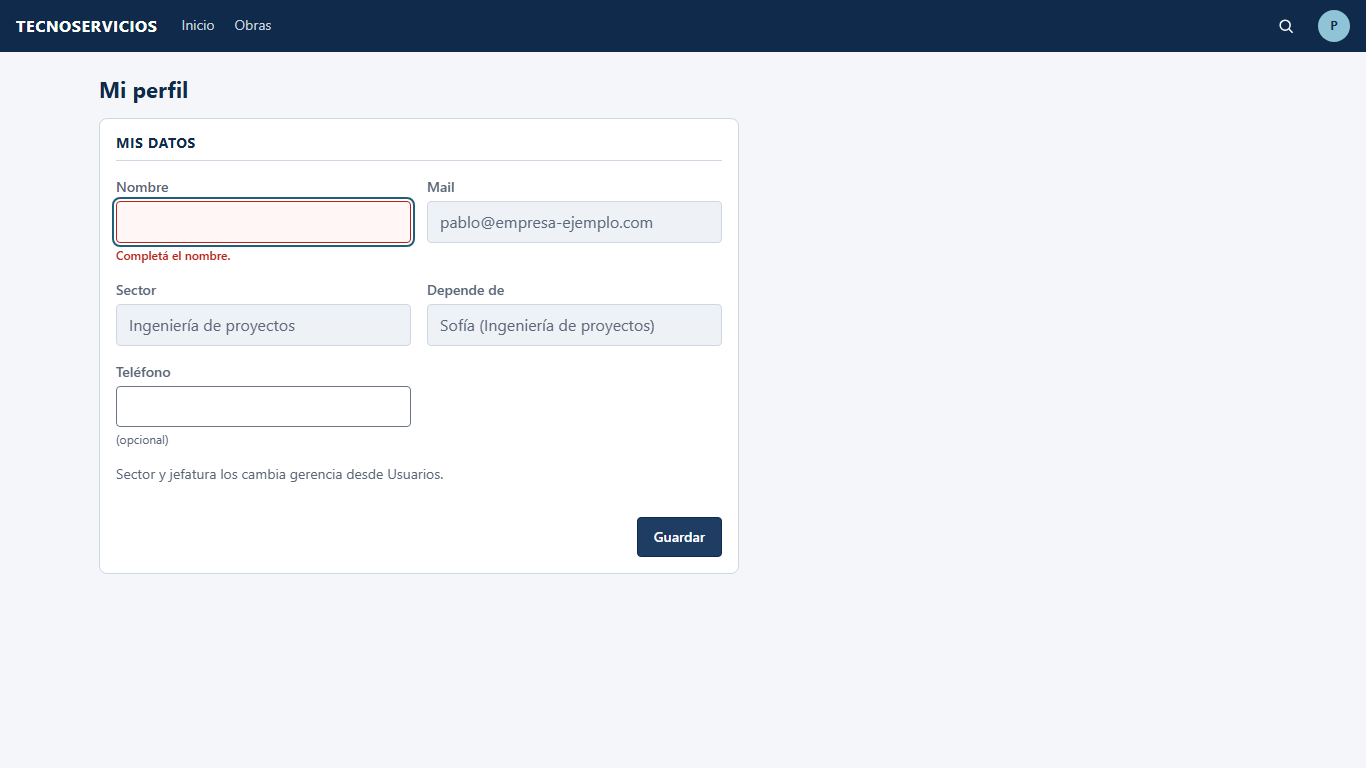 TECNOSERVICIOS Inicio Obras P
Mi perfil
MIS DATOS
Nombre Mail
pablo@empresa-ejemplo.com
Completá el nombre.
Sector Depende de
Ingeniería de proyectos Sofía (Ingeniería de proyectos)
Teléfono
(opcional)
Sector y jefatura los cambia gerencia desde Usuarios.
Guardar